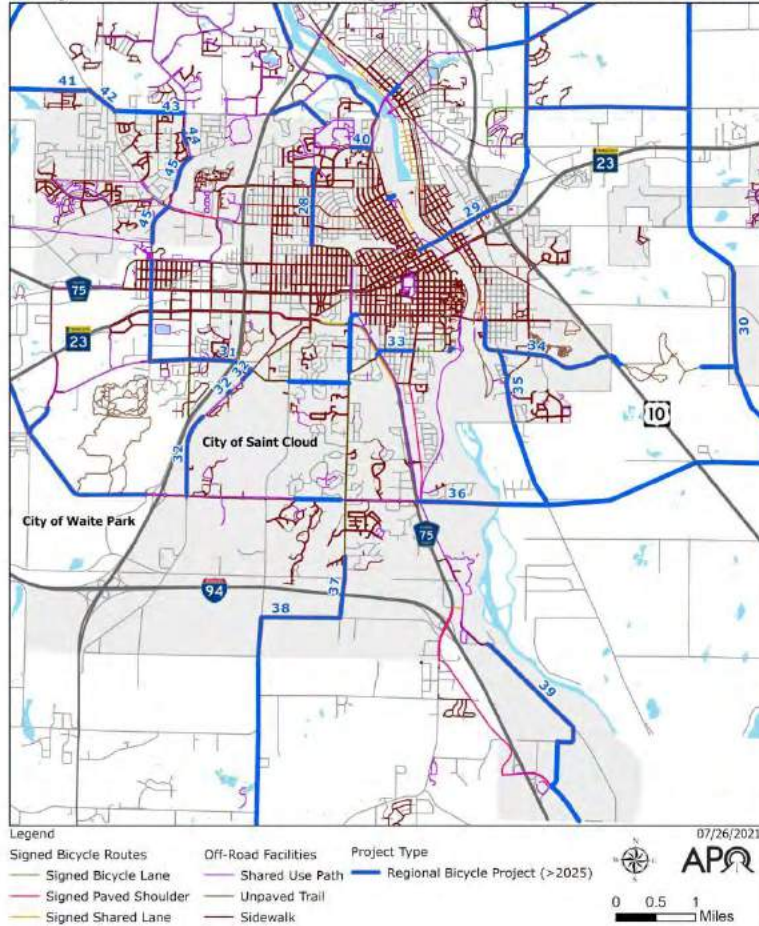 41
42
43
44
45
45
40
28
29
23
75
23
30
31
33
34
32
32
35
10
City of Saint Cloud
32
36
City of Waite Park
75
94
37
38
39
Legend
07/26/2021
Signed Bicycle Routes
Signed Bicycle Lane
Signed Paved Shoulder
Signed Shared Lane
Off-Road Facilities
Shared Use Path
Unpaved Trail
Sidewalk
Project Type
Regional Bicycle Project (>2025)
N
APO
0 0.5 1
Miles